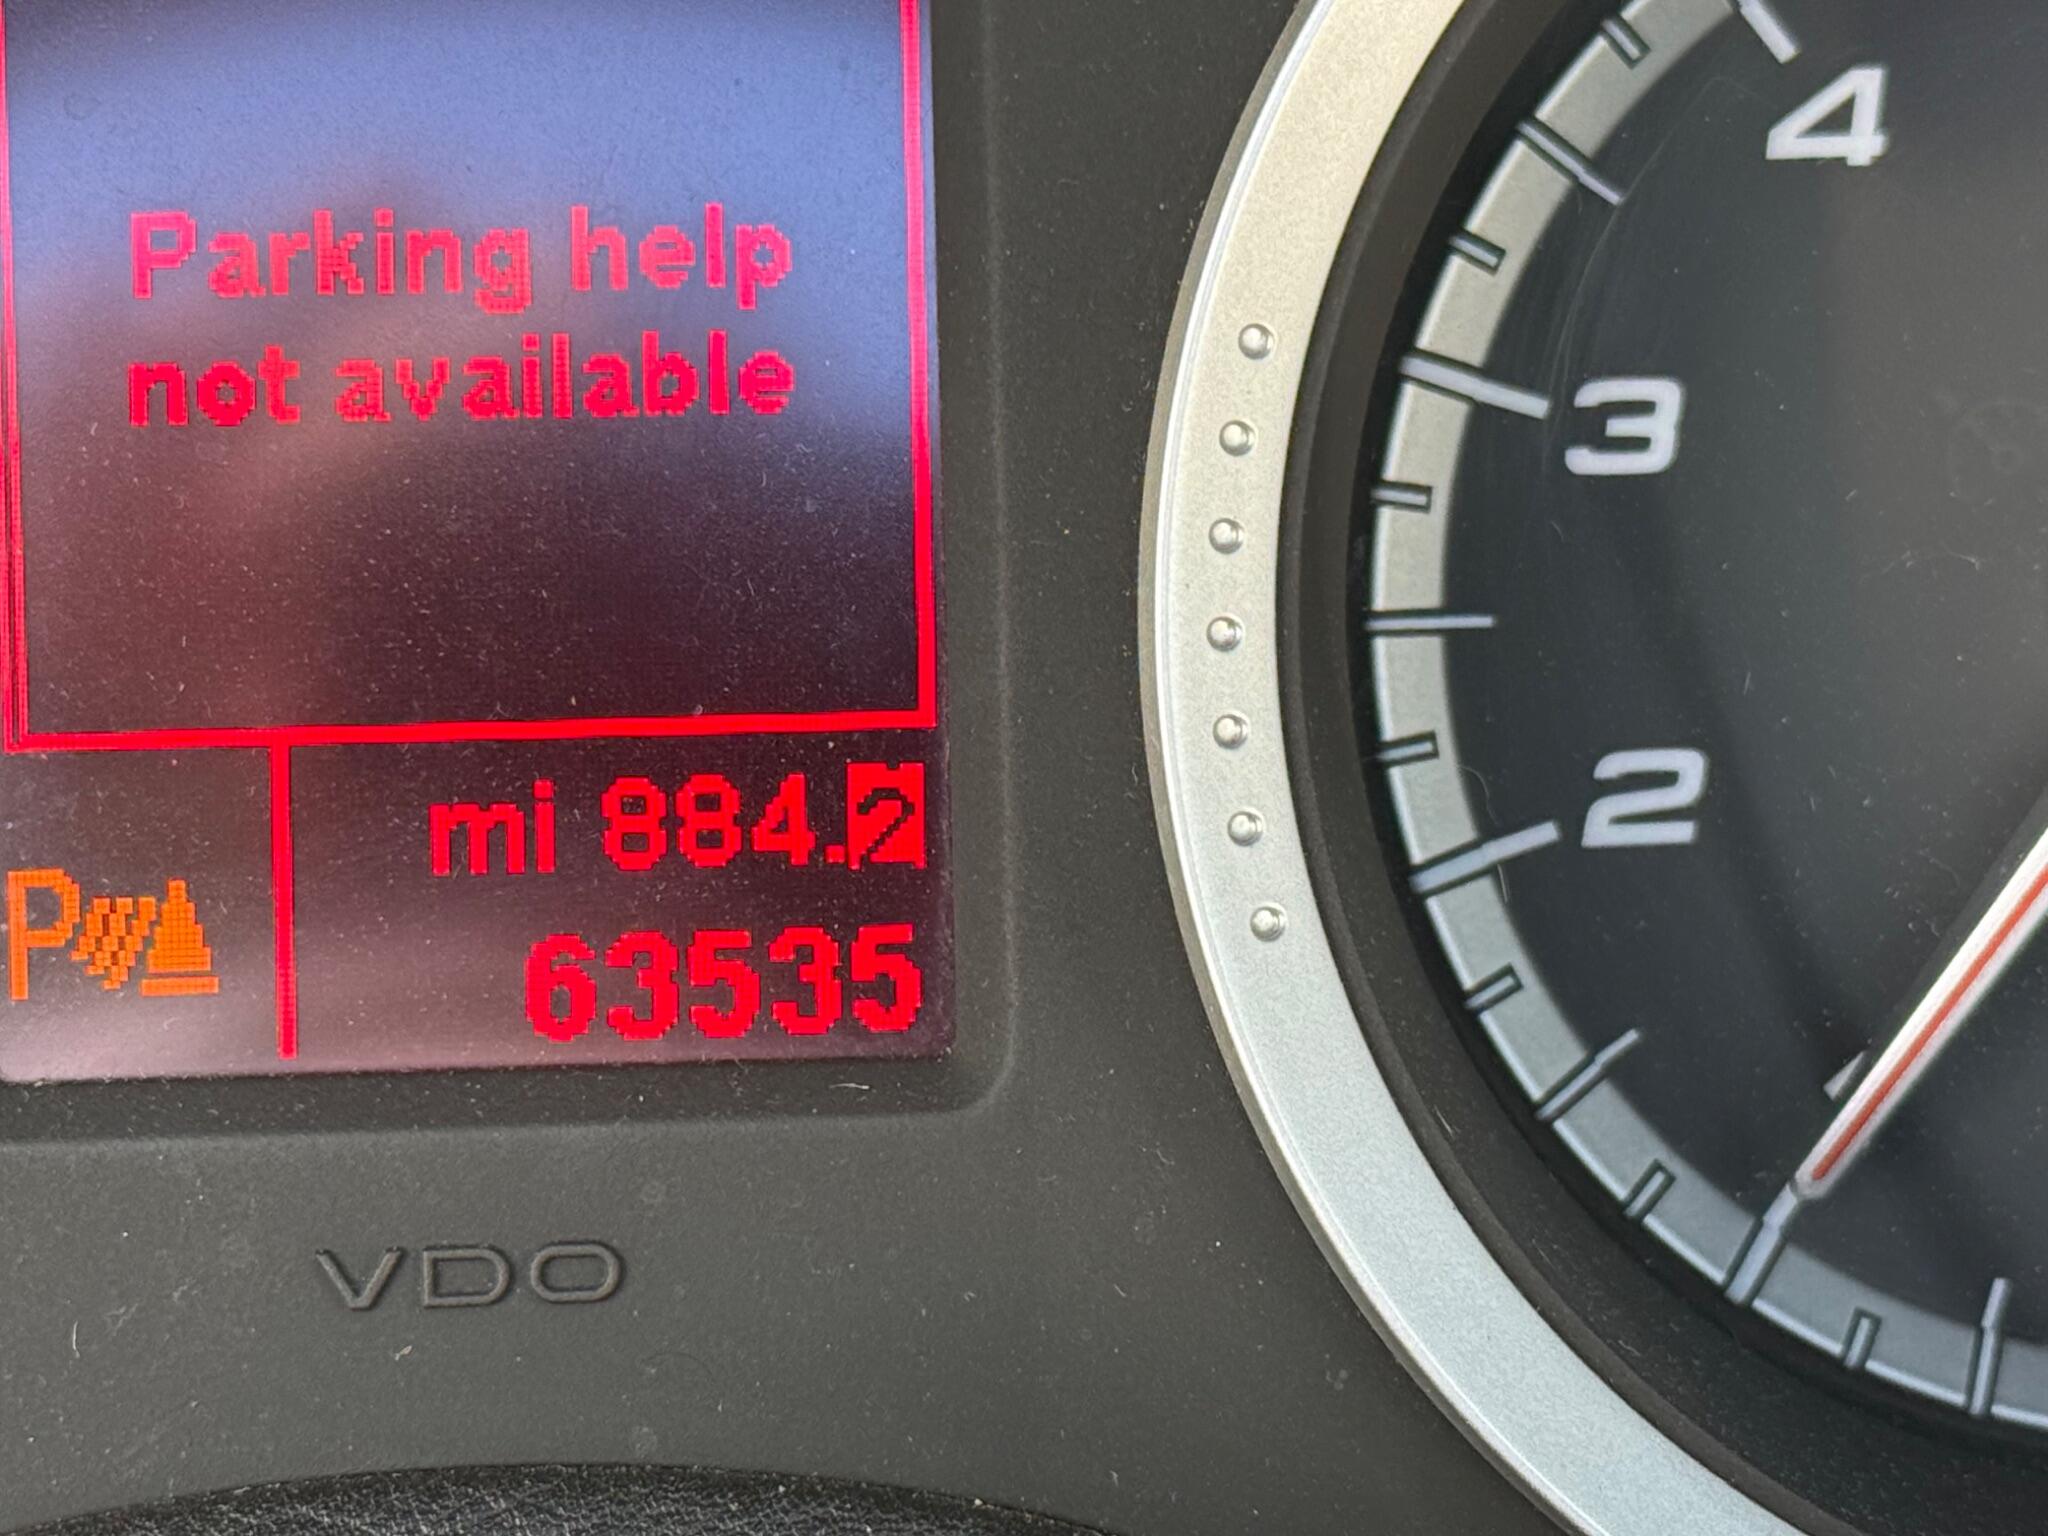 Parking help
not available
mi 884.2
63535
P
VDO
4
3
2